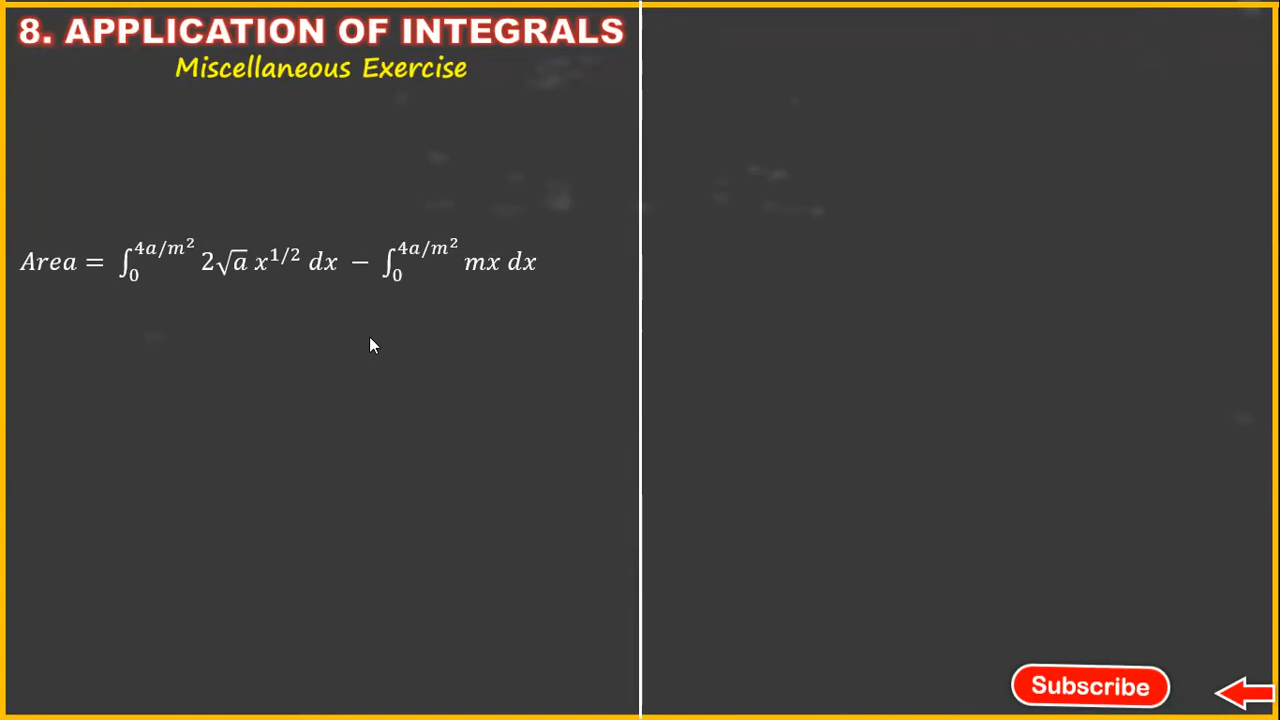 8. APPLICATION OF INTEGRALS
Miscellaneous Exercise
Area = ∫₀^{4a/m²} 2√a x^{1/2} dx − ∫₀^{4a/m²} mx dx
Subscribe